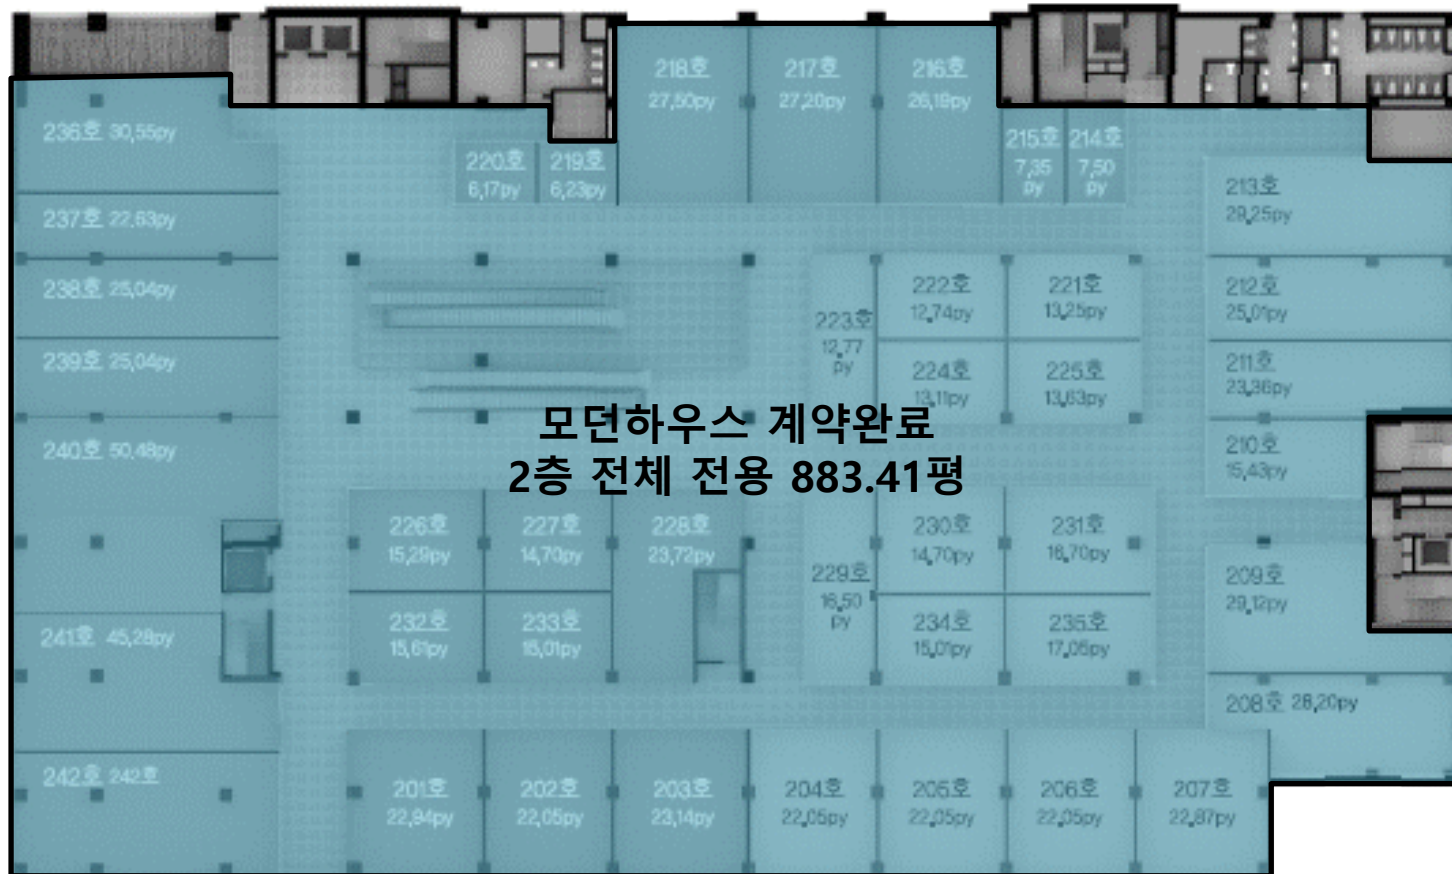 218호
27,50py
217호
27,20py
216호
26,19py
236호 30,55py
220호
6,17py
219호
6,23py
215호
7,35
py
214호
7,50
py
213호
29,25py
237호 22,63py
238호 25,04py
223호
12,77
py
222호
12,74py
221호
13,25py
212호
25,01py
239호 25,04py
224호
13,11py
225호
13,63py
211호
23,36py
모던하우스 계약완료
2층 전체 전용 883.41평
240호 50,48py
210호
15,43py
226호
15,29py
227호
14,70py
228호
23,72py
229호
16,50
py
230호
14,70py
231호
16,70py
209호
29,12py
241호 45,28py
232호
15,61py
233호
15,01py
234호
15,01py
235호
17,05py
208호 28,20py
242호 242호
201호
22,94py
202호
22,05py
203호
23,14py
204호
22,05py
205호
22,05py
206호
22,05py
207호
22,87py